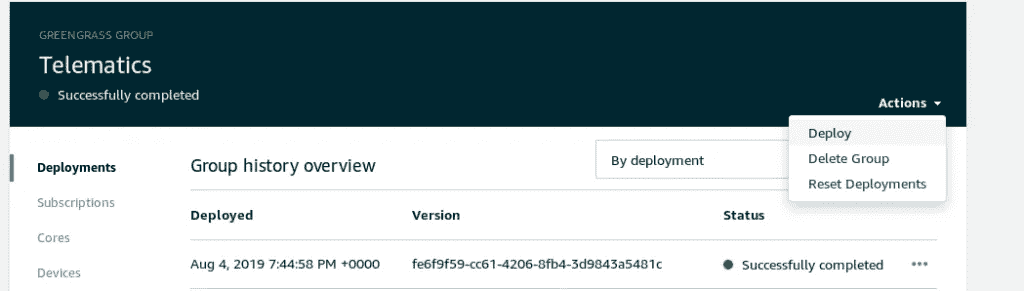 GREENGRASS GROUP
Telematics
Successfully completed
Actions
Deploy
Delete Group
Reset Deployments
Deployments
Subscriptions
Cores
Devices
Group history overview
By deployment
Deployed Version Status
Aug 4, 2019 7:44:58 PM +0000 fe6f9f59-cc61-4206-8fb4-3d9843a5481c Successfully completed